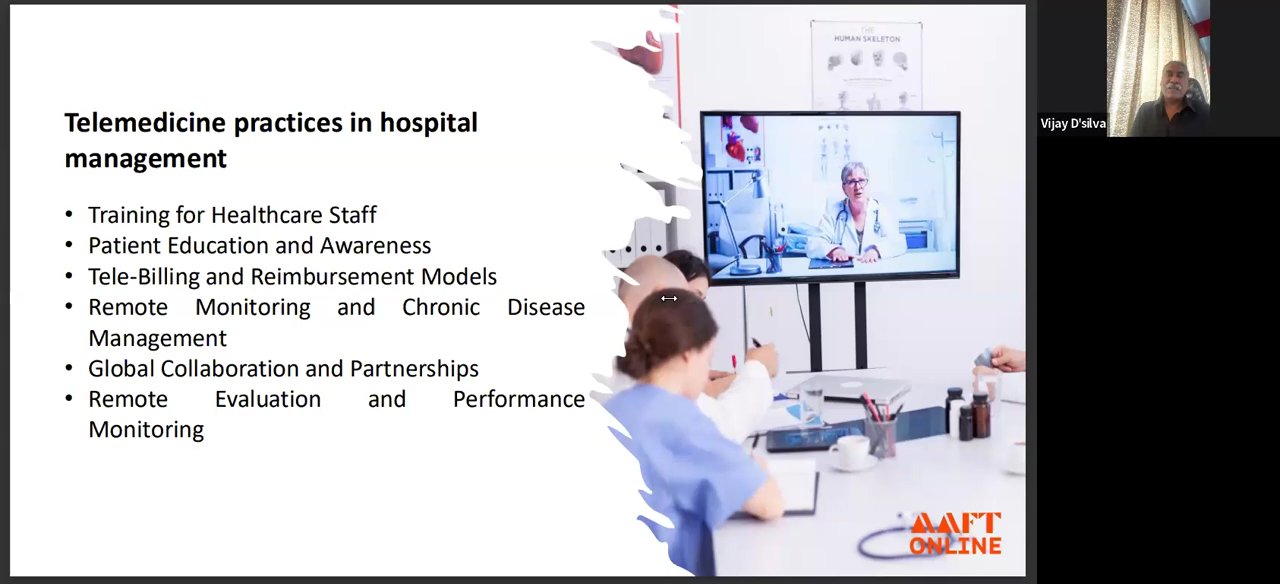 Telemedicine practices in hospital
management
• Training for Healthcare Staff
• Patient Education and Awareness
• Tele-Billing and Reimbursement Models
• Remote Monitoring and Chronic Disease
Management
• Global Collaboration and Partnerships
• Remote Evaluation and Performance
Monitoring
THE
HUMAN SKELETON
AAFT
ONLINE
Vijay D'silva